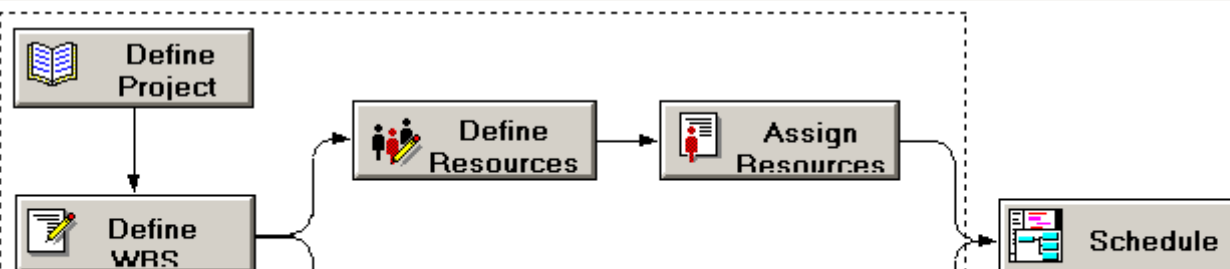 Define
Project
Define
Resources
Assign
Resources
Define
WBS
Schedule